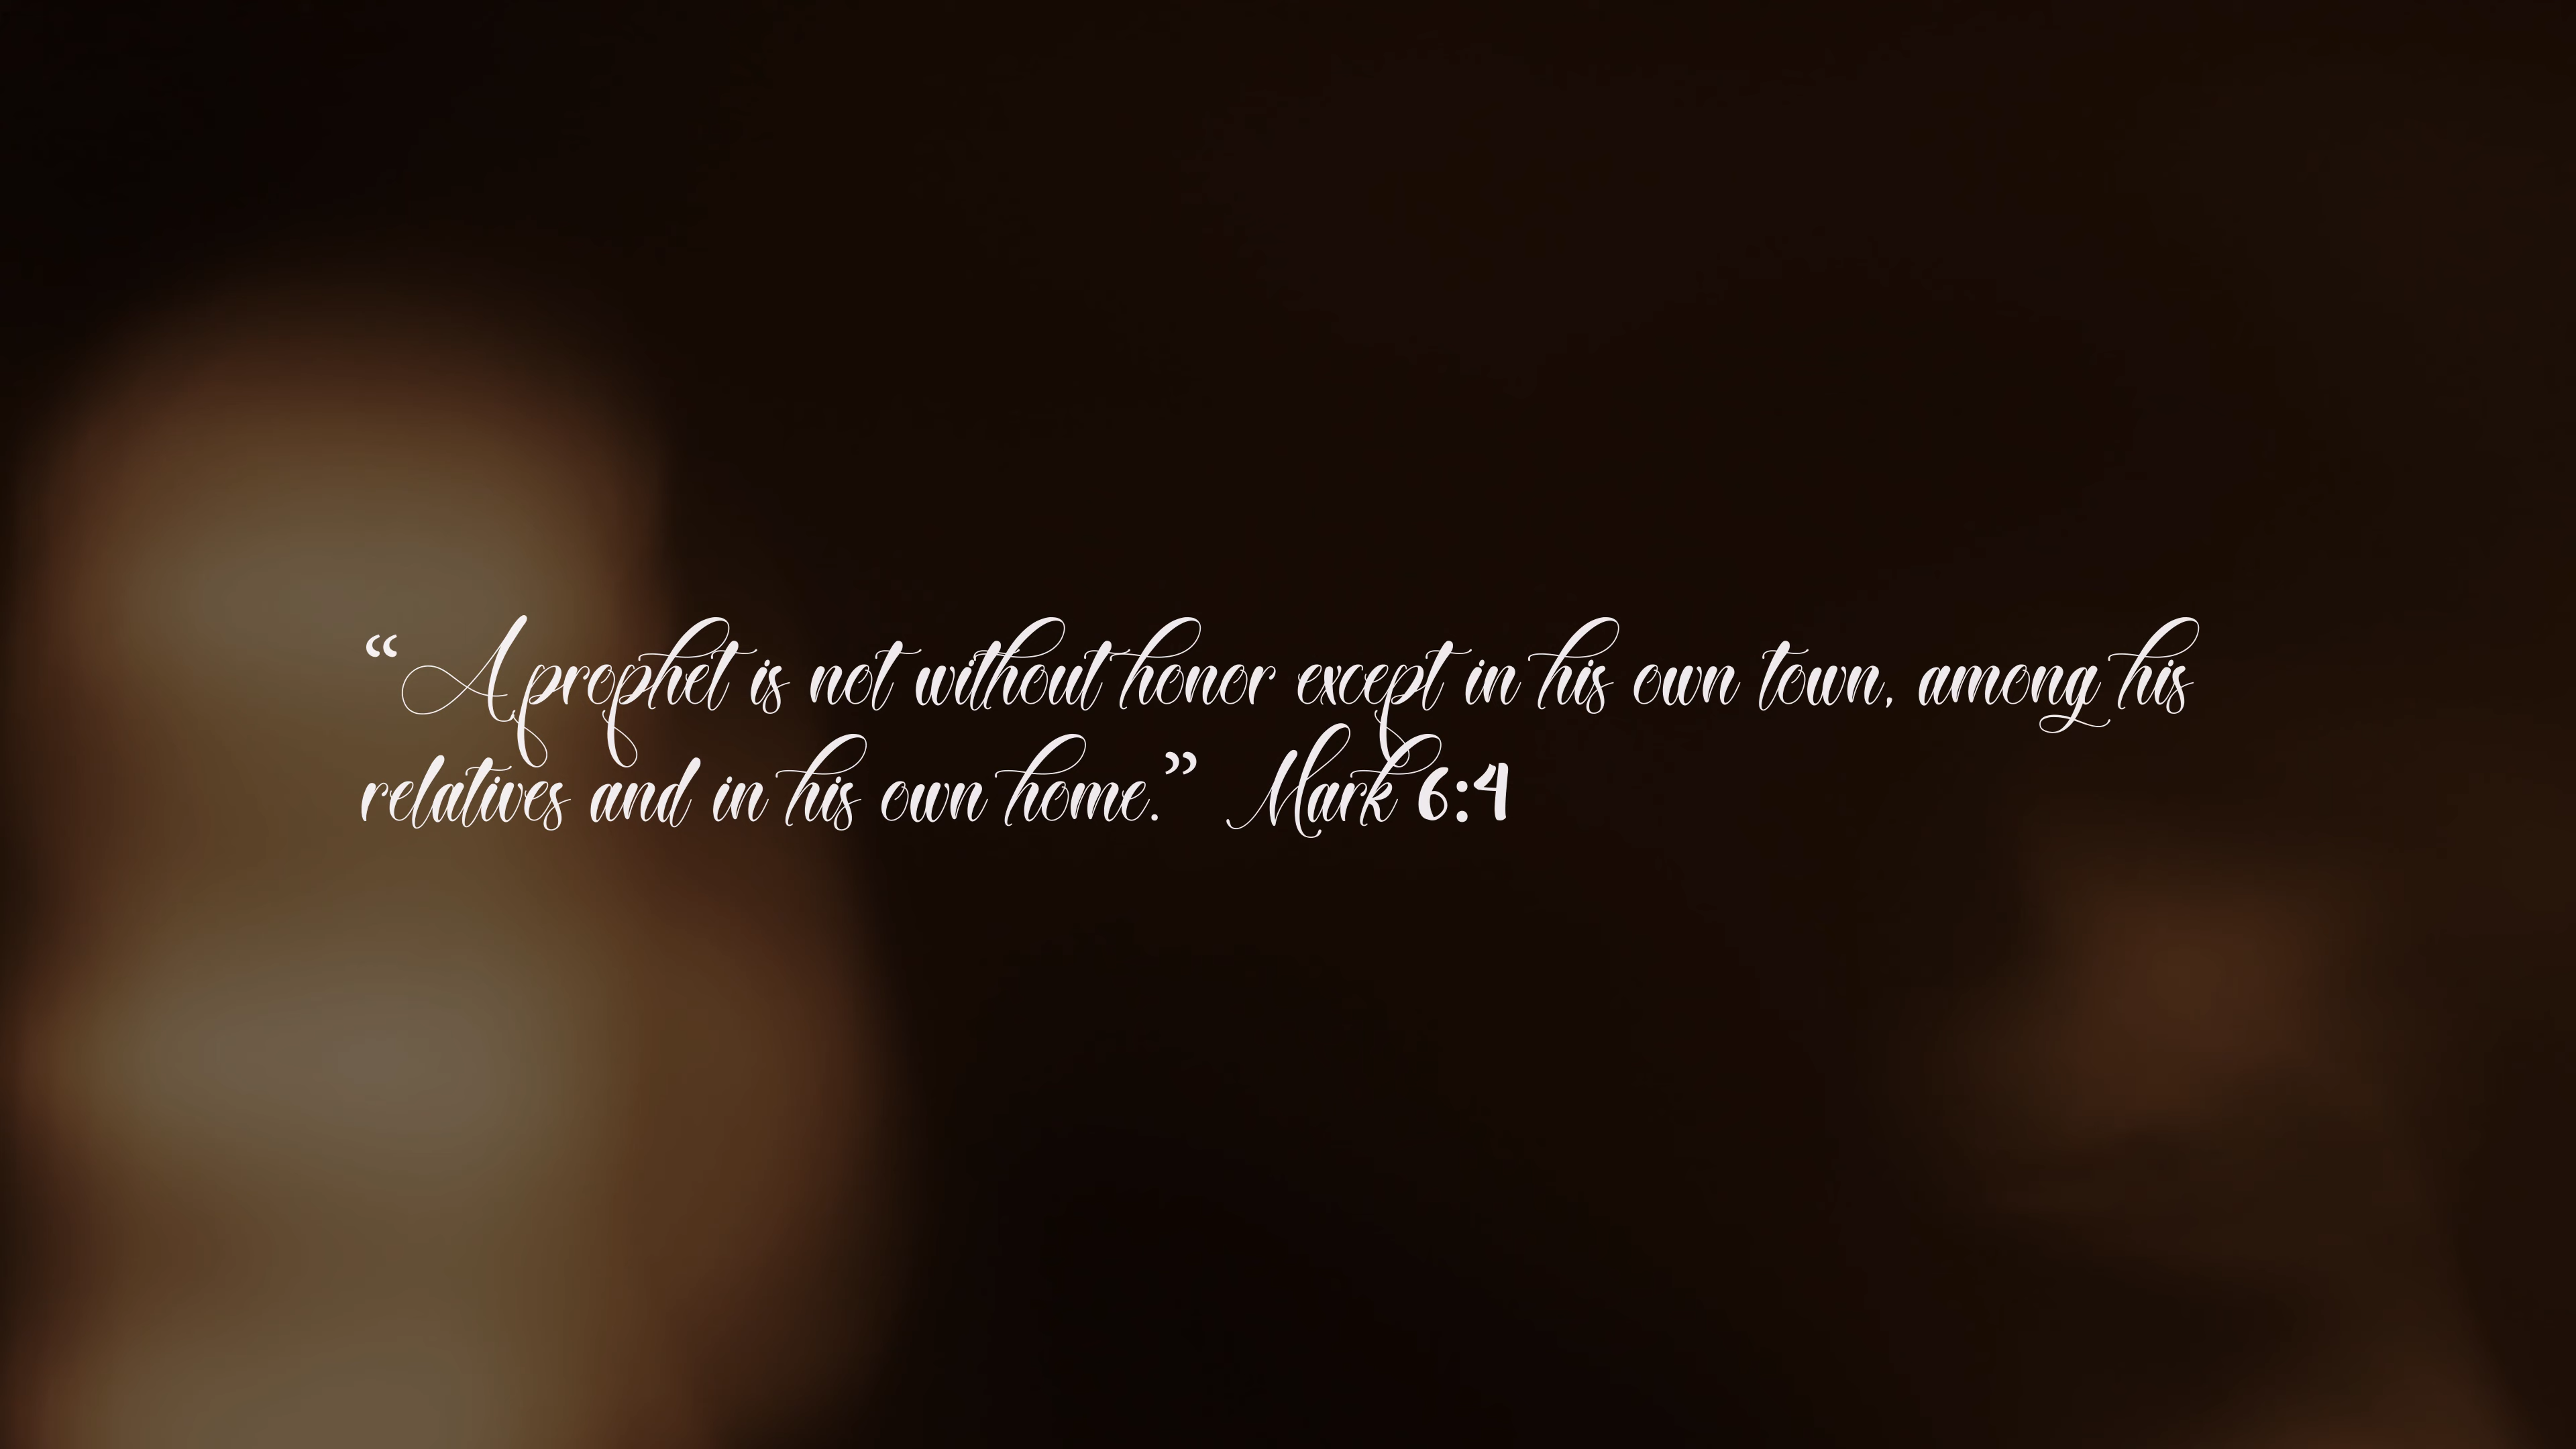 “A prophet is not without honor except in his own town, among his
relatives and in his own home.” Mark 6:4